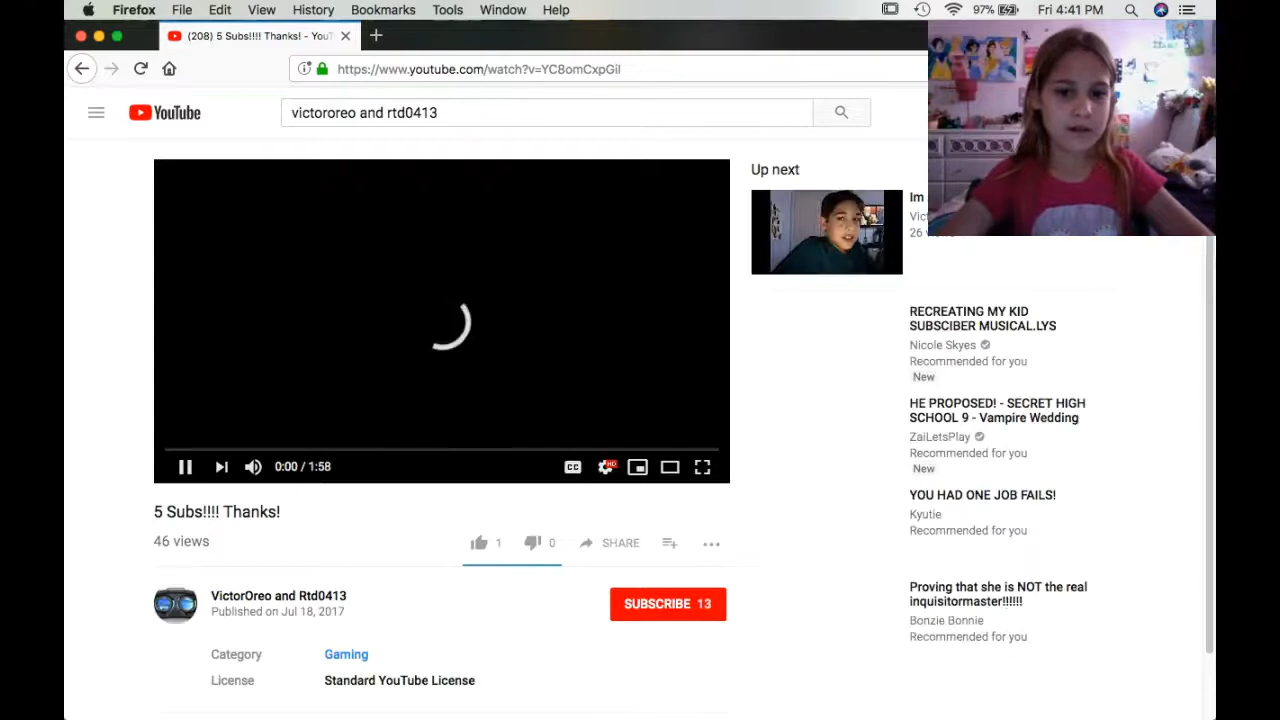 Firefox File Edit View History Bookmarks Tools Window Help 97% Fri 4:41 PM
(208) 5 Subs!!!! Thanks! - YouT
https://www.youtube.com/watch?v=YC8omCxpGiI
YouTube
victororeo and rtd0413
Up next
Im
Vict
26 v
0:00 / 1:58
CC
HD
RECREATING MY KID
SUBSCIBER MUSICAL.LYS
Nicole Skyes
Recommended for you
New
HE PROPOSED! - SECRET HIGH
SCHOOL 9 - Vampire Wedding
ZaiLetsPlay
Recommended for you
New
YOU HAD ONE JOB FAILS!
Kyutie
Recommended for you
Proving that she is NOT the real
inquisitormaster!!!!!!
Bonzie Bonnie
Recommended for you
5 Subs!!!! Thanks!
46 views
1 0 SHARE
VictorOreo and Rtd0413
Published on Jul 18, 2017
SUBSCRIBE 13
Category Gaming
License Standard YouTube License